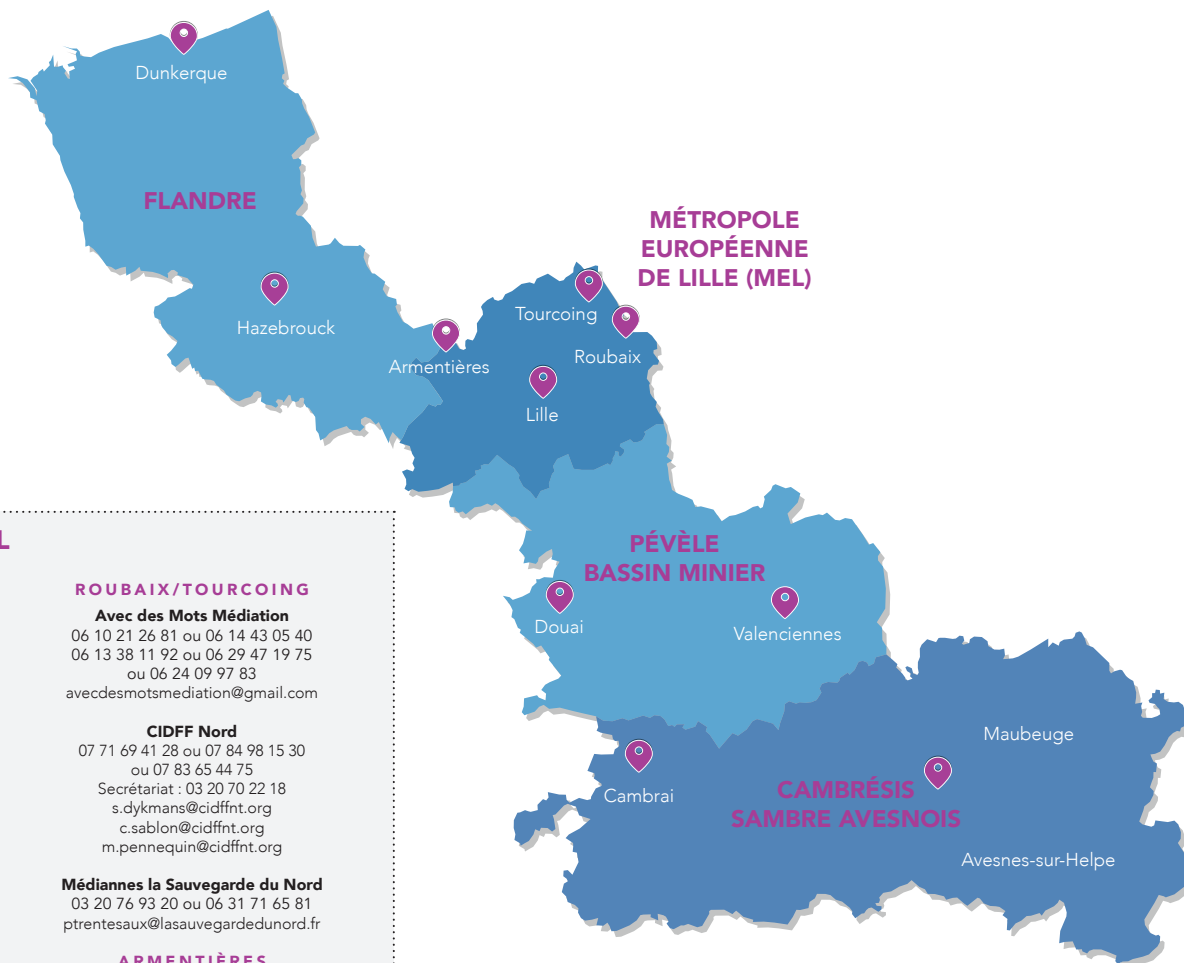 Dunkerque
FLANDRE
MÉTROPOLE
EUROPÉENNE
DE LILLE (MEL)
Hazebrouck
Tourcoing
Armentières
Roubaix
Lille
PÉVÈLE
BASSIN MINIER
Douai
Valenciennes
Maubeuge
Cambrai
CAMBRÉSIS
SAMBRE AVESNOIS
Avesnes-sur-Helpe
L
ROUBAIX/TOURCOING
Avec des Mots Médiation
06 10 21 26 81 ou 06 14 43 05 40
06 13 38 11 92 ou 06 29 47 19 75
ou 06 24 09 97 83
avecdesmotsmediation@gmail.com
CIDFF Nord
07 71 69 41 28 ou 07 84 98 15 30
ou 07 83 65 44 75
Secrétariat : 03 20 70 22 18
s.dykmans@cidffnt.org
c.sablon@cidffnt.org
m.pennequin@cidffnt.org
Médiannes la Sauvegarde du Nord
03 20 76 93 20 ou 06 31 71 65 81
ptrentesaux@lasauvegardedunord.fr
ARMENTIÈRES